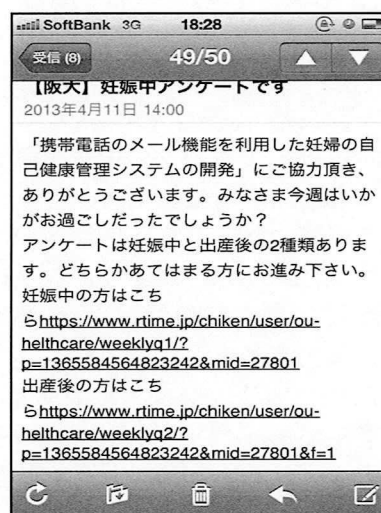 SoftBank 3G 18:28
受信 (8) 49/50
【阪大】妊娠中アンケートです
2013年4月11日 14:00
「携帯電話のメール機能を利用した妊婦の自
己健康管理システムの開発」にご協力頂き、
ありがとうございます。みなさま今週はいか
がお過ごしだったでしょうか？
アンケートは妊娠中と出産後の2種類ありま
す。どちらかあてはまる方にお進み下さい。
妊娠中の方はこち
らhttps://www.rtime.jp/chiken/user/ou-
helthcare/weeklyq1/?
p=1365584564823242&mid=27801
出産後の方はこち
らhttps://www.rtime.jp/chiken/user/ou-
helthcare/weeklyq2/?
p=1365584564823242&mid=27801&f=1